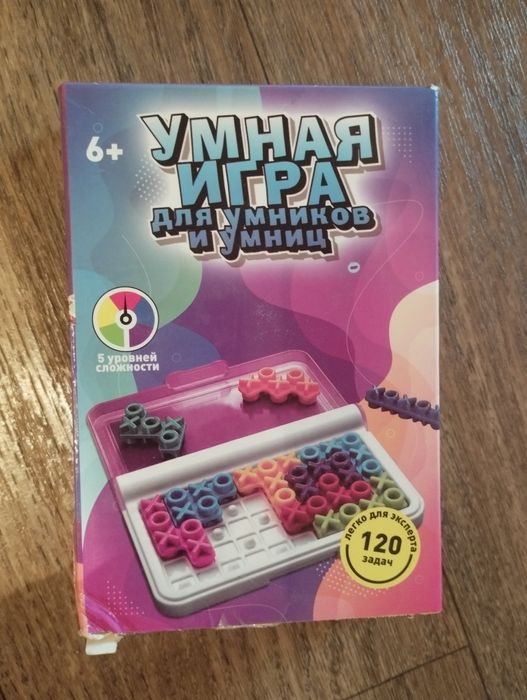 6+
УМНАЯ
ИГРА
ДЛЯ УМНИКОВ
И УМНИЦ
5 уровней
сложности
легко для эксперта
120
задач